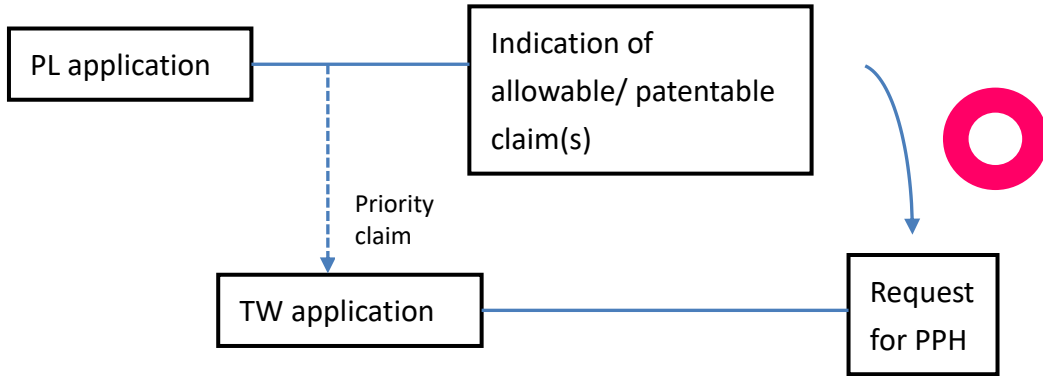 PL application
Indication of
allowable/ patentable
claim(s)
Priority
claim
TW application
Request
for PPH